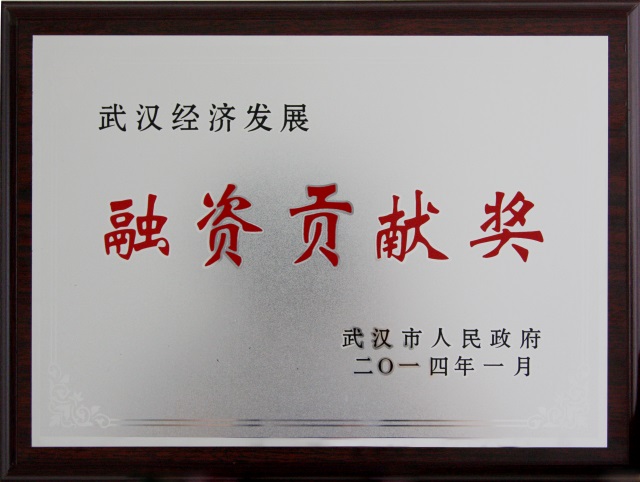 武汉经济发展
融资贡献奖
武汉市人民政府
二〇一四年一月